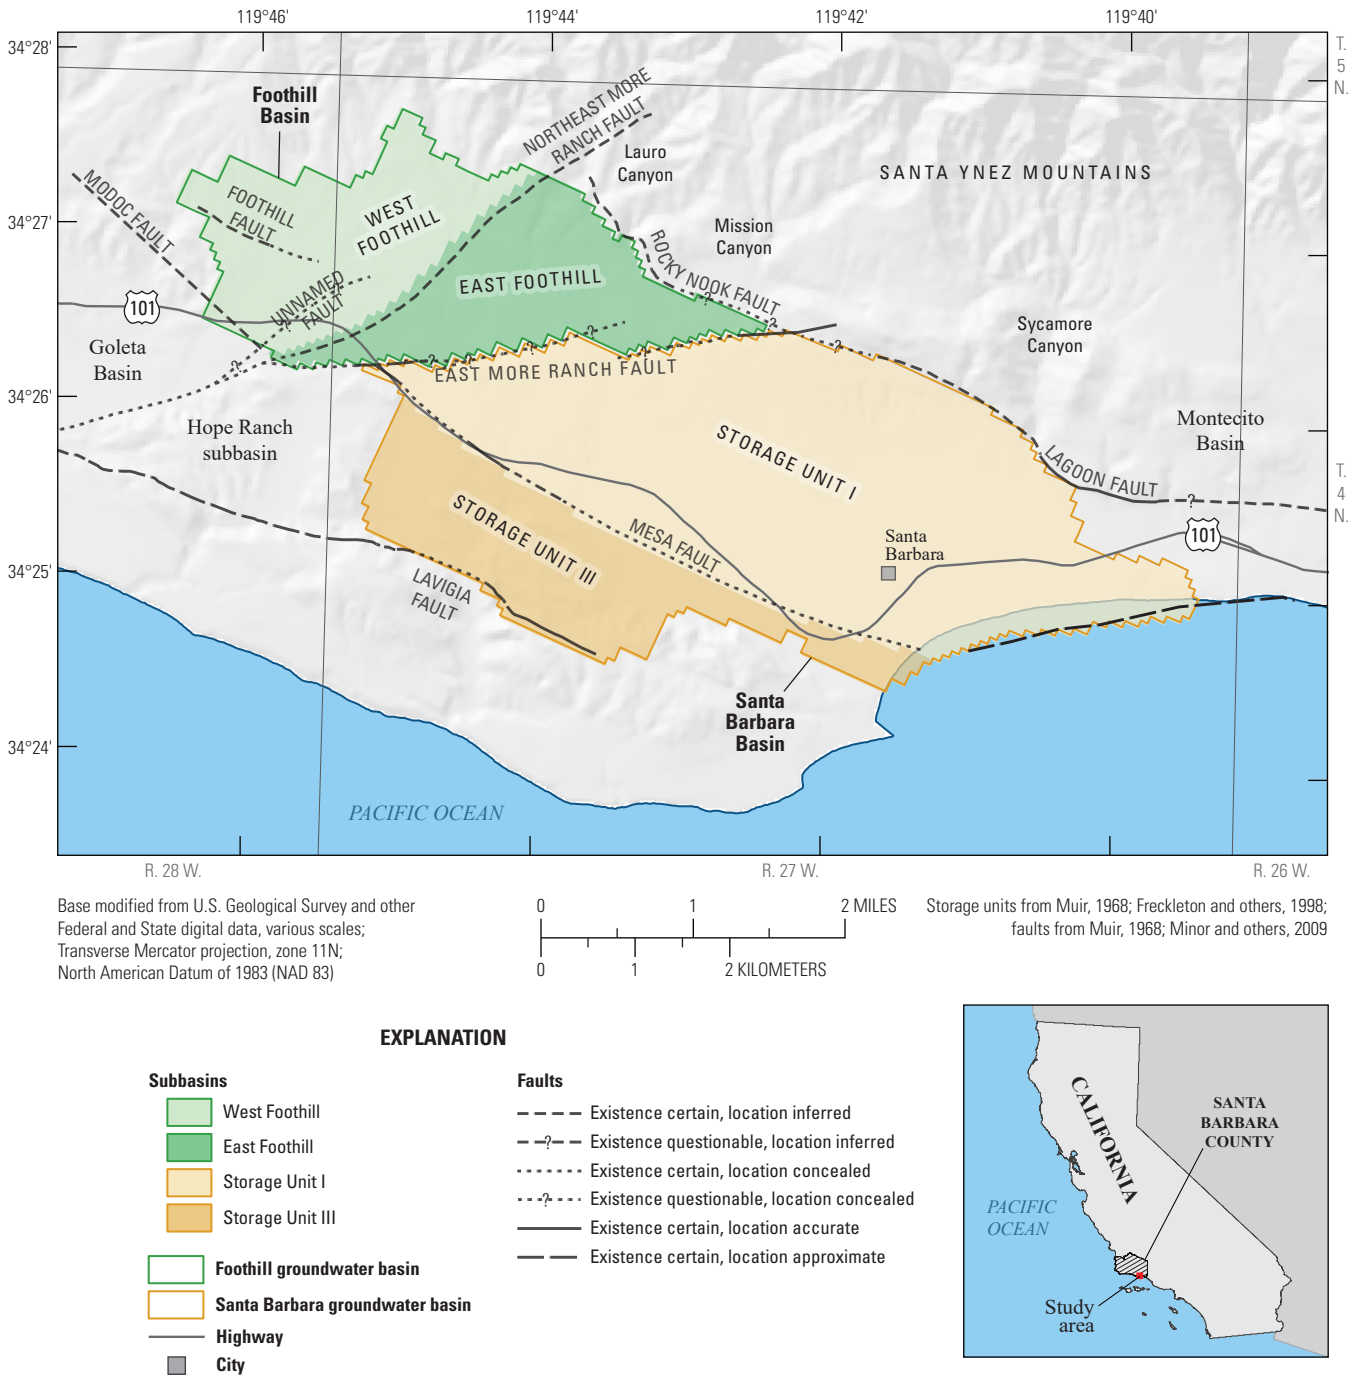 119°46'
119°44'
119°42'
119°40'
34°28'
34°27'
34°26'
34°25'
34°24'
T.
5
N.
T.
4
N.
Foothill
Basin
NORTHEAST MORE
RANCH FAULT
Lauro
Canyon
SANTA YNEZ MOUNTAINS
MODOC FAULT
FOOTHILL
FAULT
WEST
FOOTHILL
Mission
Canyon
ROCKY NOOK FAULT
?
?
EAST FOOTHILL
UNNAMED
FAULT
?
?
?
101
Goleta
Basin
Sycamore
Canyon
?
?
?
?
?
?
EAST MORE RANCH FAULT
Hope Ranch
subbasin
Montecito
Basin
STORAGE UNIT I
LAGOON FAULT
?
STORAGE UNIT III
MESA FAULT
Santa
Barbara
101
LAVIGIA
FAULT
Santa
Barbara
Basin
PACIFIC OCEAN
R. 28 W.
R. 27 W.
R. 26 W.
Base modified from U.S. Geological Survey and other
Federal and State digital data, various scales;
Transverse Mercator projection, zone 11N;
North American Datum of 1983 (NAD 83)
0 1 2 MILES
0 1 2 KILOMETERS
Storage units from Muir, 1968; Freckleton and others, 1998;
faults from Muir, 1968; Minor and others, 2009
EXPLANATION
Subbasins
West Foothill
East Foothill
Storage Unit I
Storage Unit III
Foothill groundwater basin
Santa Barbara groundwater basin
Highway
City
Faults
Existence certain, location inferred
? Existence questionable, location inferred
Existence certain, location concealed
? Existence questionable, location concealed
Existence certain, location accurate
Existence certain, location approximate
CALIFORNIA
SANTA
BARBARA
COUNTY
PACIFIC
OCEAN
Study
area